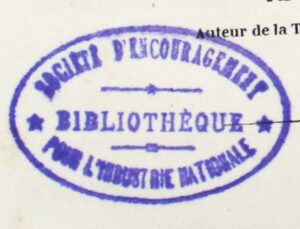 Auteur de la T
SOCIÉTÉ D'ENCOURAGEMENT
BIBLIOTHÈQUE
POUR L'INDUSTRIE NATIONALE